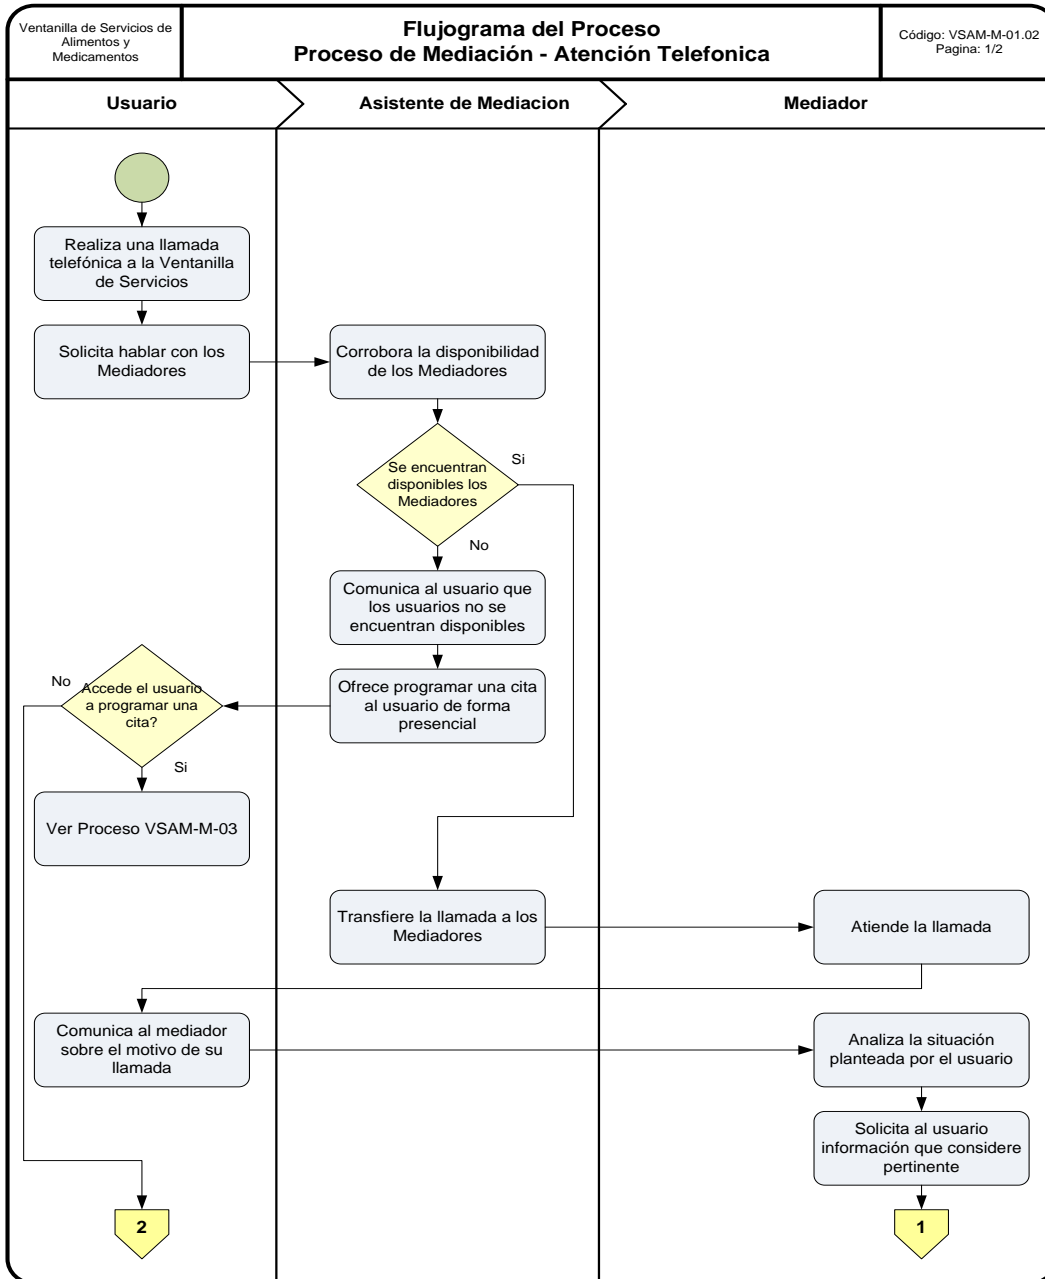 Ventanilla de Servicios de
Alimentos y
Medicamentos
Flujograma del Proceso
Proceso de Mediación - Atención Telefonica
Código: VSAM-M-01.02
Pagina: 1/2
Usuario
Asistente de Mediacion
Mediador
Realiza una llamada
telefónica a la Ventanilla
de Servicios
Solicita hablar con los
Mediadores
Corrobora la disponibilidad
de los Mediadores
Se encuentran
disponibles los
Mediadores
Si
No
Comunica al usuario que
los usuarios no se
encuentran disponibles
Ofrece programar una cita
al usuario de forma
presencial
No
Accede el usuario
a programar una
cita?
Si
Ver Proceso VSAM-M-03
Transfiere la llamada a los
Mediadores
Atiende la llamada
Comunica al mediador
sobre el motivo de su
llamada
Analiza la situación
planteada por el usuario
Solicita al usuario
información que considere
pertinente
2
1